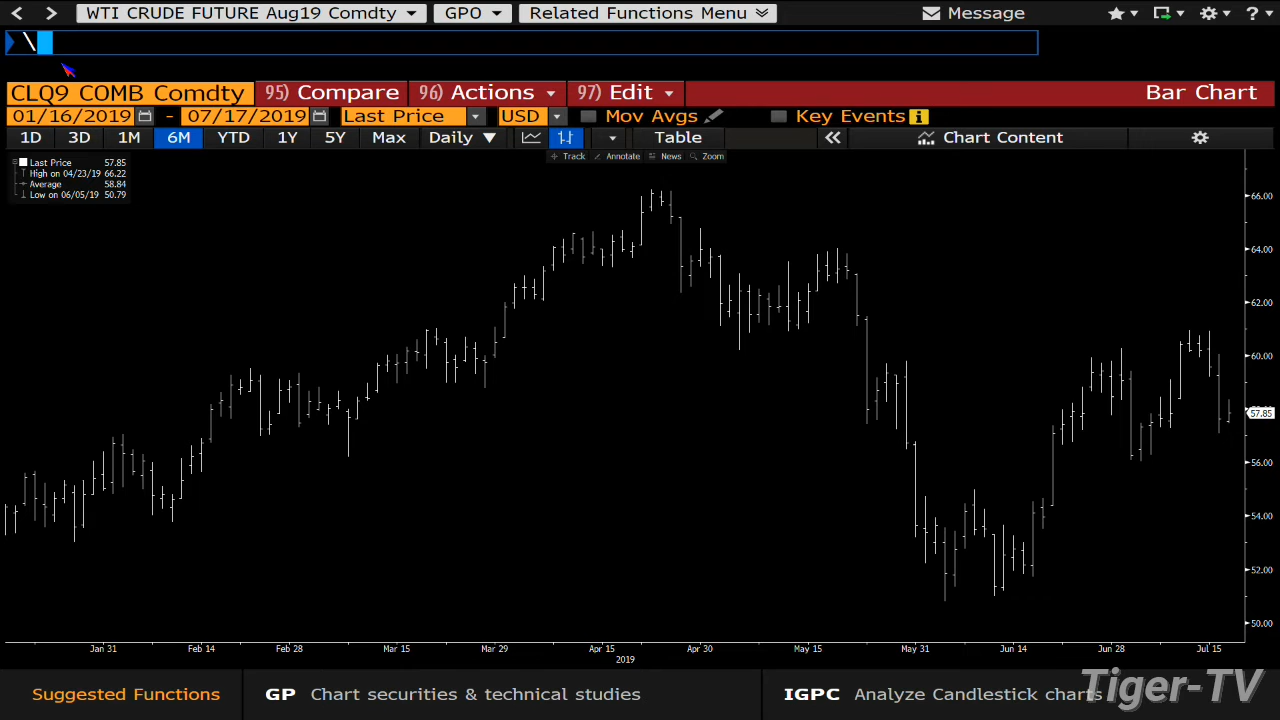 WTI CRUDE FUTURE Aug19 Comdty GPO Related Functions Menu Message ?
\
CLQ9 COMB Comdty 95) Compare 96) Actions 97) Edit Bar Chart
01/16/2019 - 07/17/2019 Last Price USD Mov Avgs Key Events i
1D 3D 1M 6M YTD 1Y 5Y Max Daily ▼ Table « Chart Content
Track Annotate News Zoom
Last Price 57.85
High on 04/23/19 66.22
Average 58.84
Low on 06/05/19 50.79
66.00
64.00
62.00
60.00
57.85
56.00
54.00
52.00
50.00
Jan 31 Feb 14 Feb 28 Mar 15 Mar 29 Apr 15 Apr 30 May 15 May 31 Jun 14 Jun 28 Jul 15
2019
Suggested Functions GP Chart securities & technical studies IGPC Analyze Candlestick charts
Tiger-TV